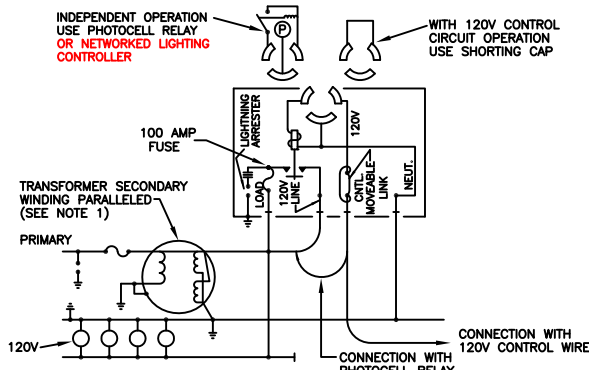 INDEPENDENT OPERATION
USE PHOTOCELL RELAY
OR NETWORKED LIGHTING
CONTROLLER
P
WITH 120V CONTROL
CIRCUIT OPERATION
USE SHORTING CAP
LIGHTNING
ARRESTER
120V
100 AMP
FUSE
LOAD
120V
LINE
CNTL.
MOVEABLE
LINK
NEUT.
TRANSFORMER SECONDARY
WINDING PARALLELED
(SEE NOTE 1)
PRIMARY
120V
CONNECTION WITH
PHOTOCELL RELAY
CONNECTION WITH
120V CONTROL WIRE